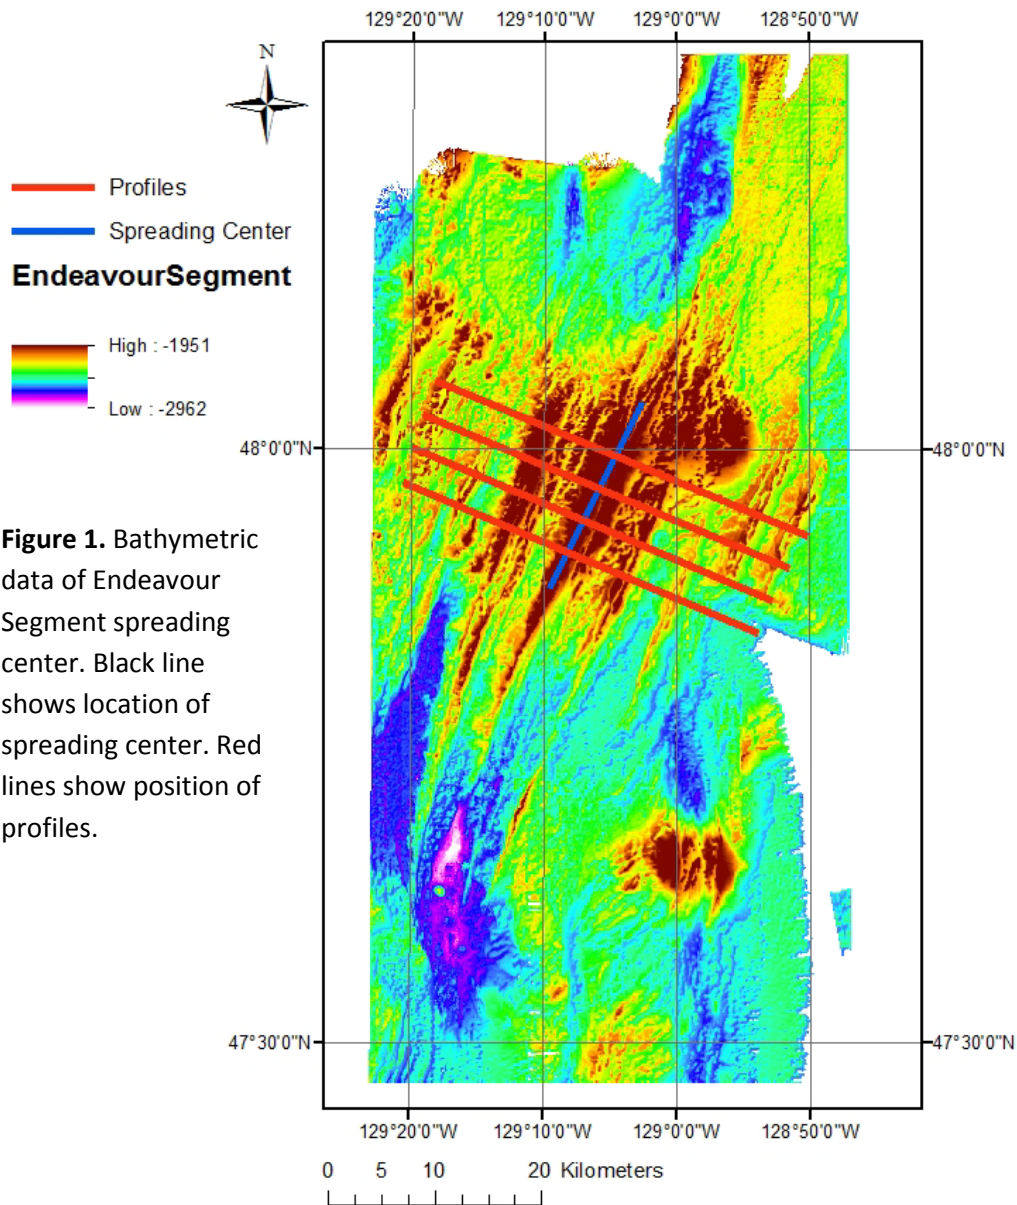 129°20'0"W 129°10'0"W 129°0'0"W 128°50'0"W
N
Profiles
Spreading Center
EndeavourSegment
High : -1951
Low : -2962
48°0'0"N 48°0'0"N
Figure 1. Bathymetric
data of Endeavour
Segment spreading
center. Black line
shows location of
spreading center. Red
lines show position of
profiles.
47°30'0"N 47°30'0"N
129°20'0"W 129°10'0"W 129°0'0"W 128°50'0"W
0 5 10 20 Kilometers